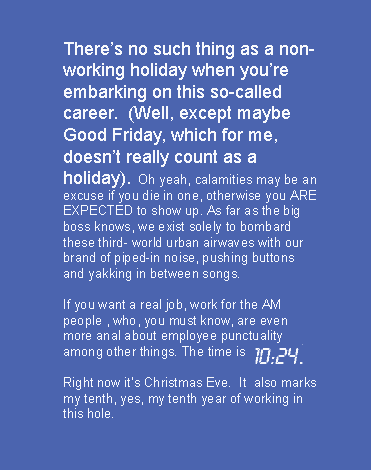 There's no such thing as a non-
working holiday when you're
embarking on this so-called
career.  (Well, except maybe
Good Friday, which for me,
doesn't really count as a
holiday). Oh yeah, calamities may be an
excuse if you die in one, otherwise you ARE
EXPECTED to show up. As far as the big
boss knows, we exist solely to bombard
these third- world urban airwaves with our
brand of piped-in noise, pushing buttons
and yakking in between songs.

If you want a real job, work for the AM
people , who, you must know, are even
more anal about employee punctuality
among other things. The time is 10:24.

Right now it's Christmas Eve.  It  also marks
my tenth, yes, my tenth year of working in
this hole.